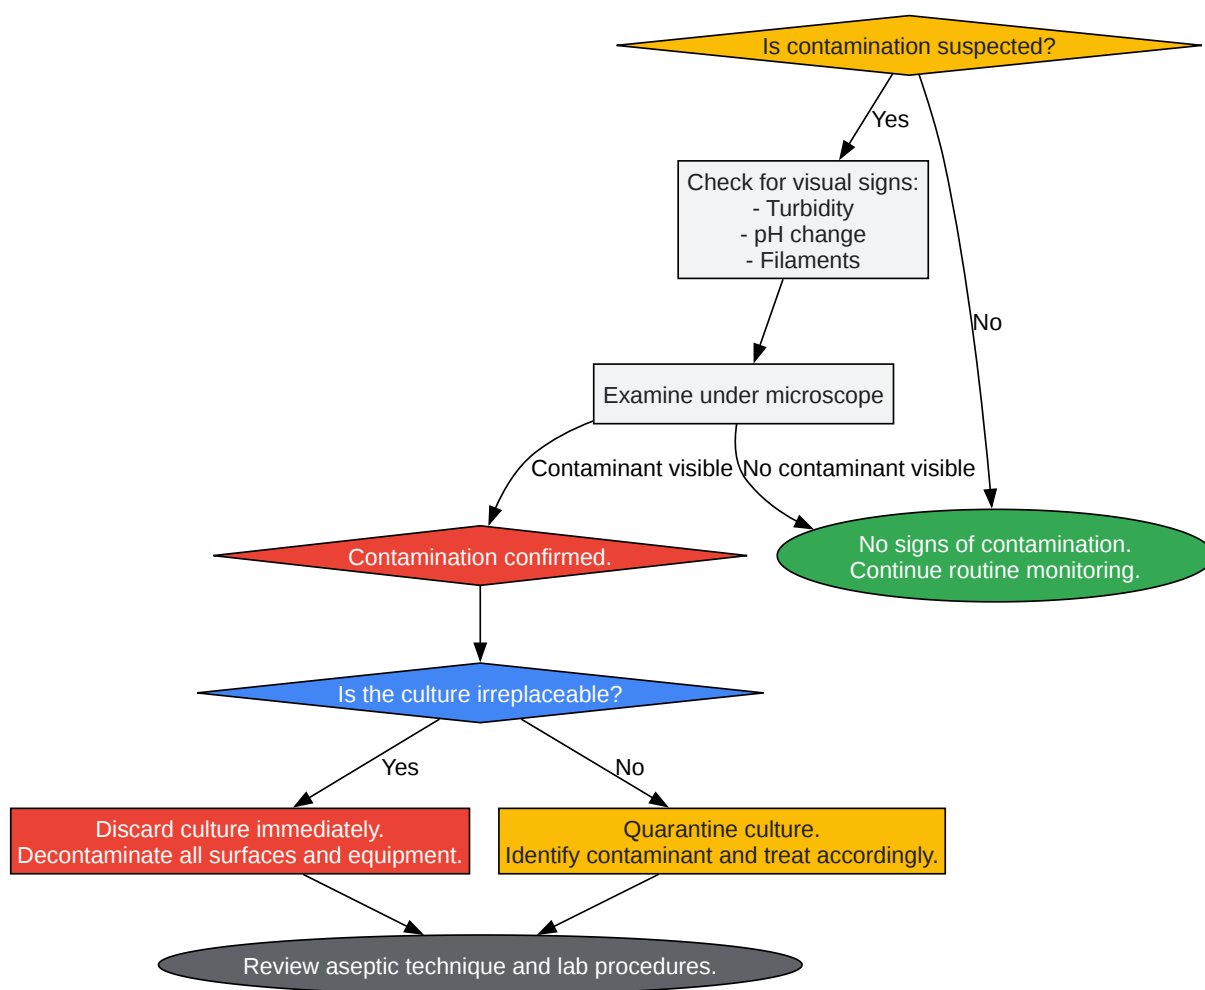 Is contamination suspected?
Yes
Check for visual signs:
- Turbidity
- pH change
- Filaments
No
Examine under microscope
Contaminant visible
No contaminant visible
Contamination confirmed.
No signs of contamination.
Continue routine monitoring.
Is the culture irreplaceable?
Yes
No
Discard culture immediately.
Decontaminate all surfaces and equipment.
Quarantine culture.
Identify contaminant and treat accordingly.
Review aseptic technique and lab procedures.